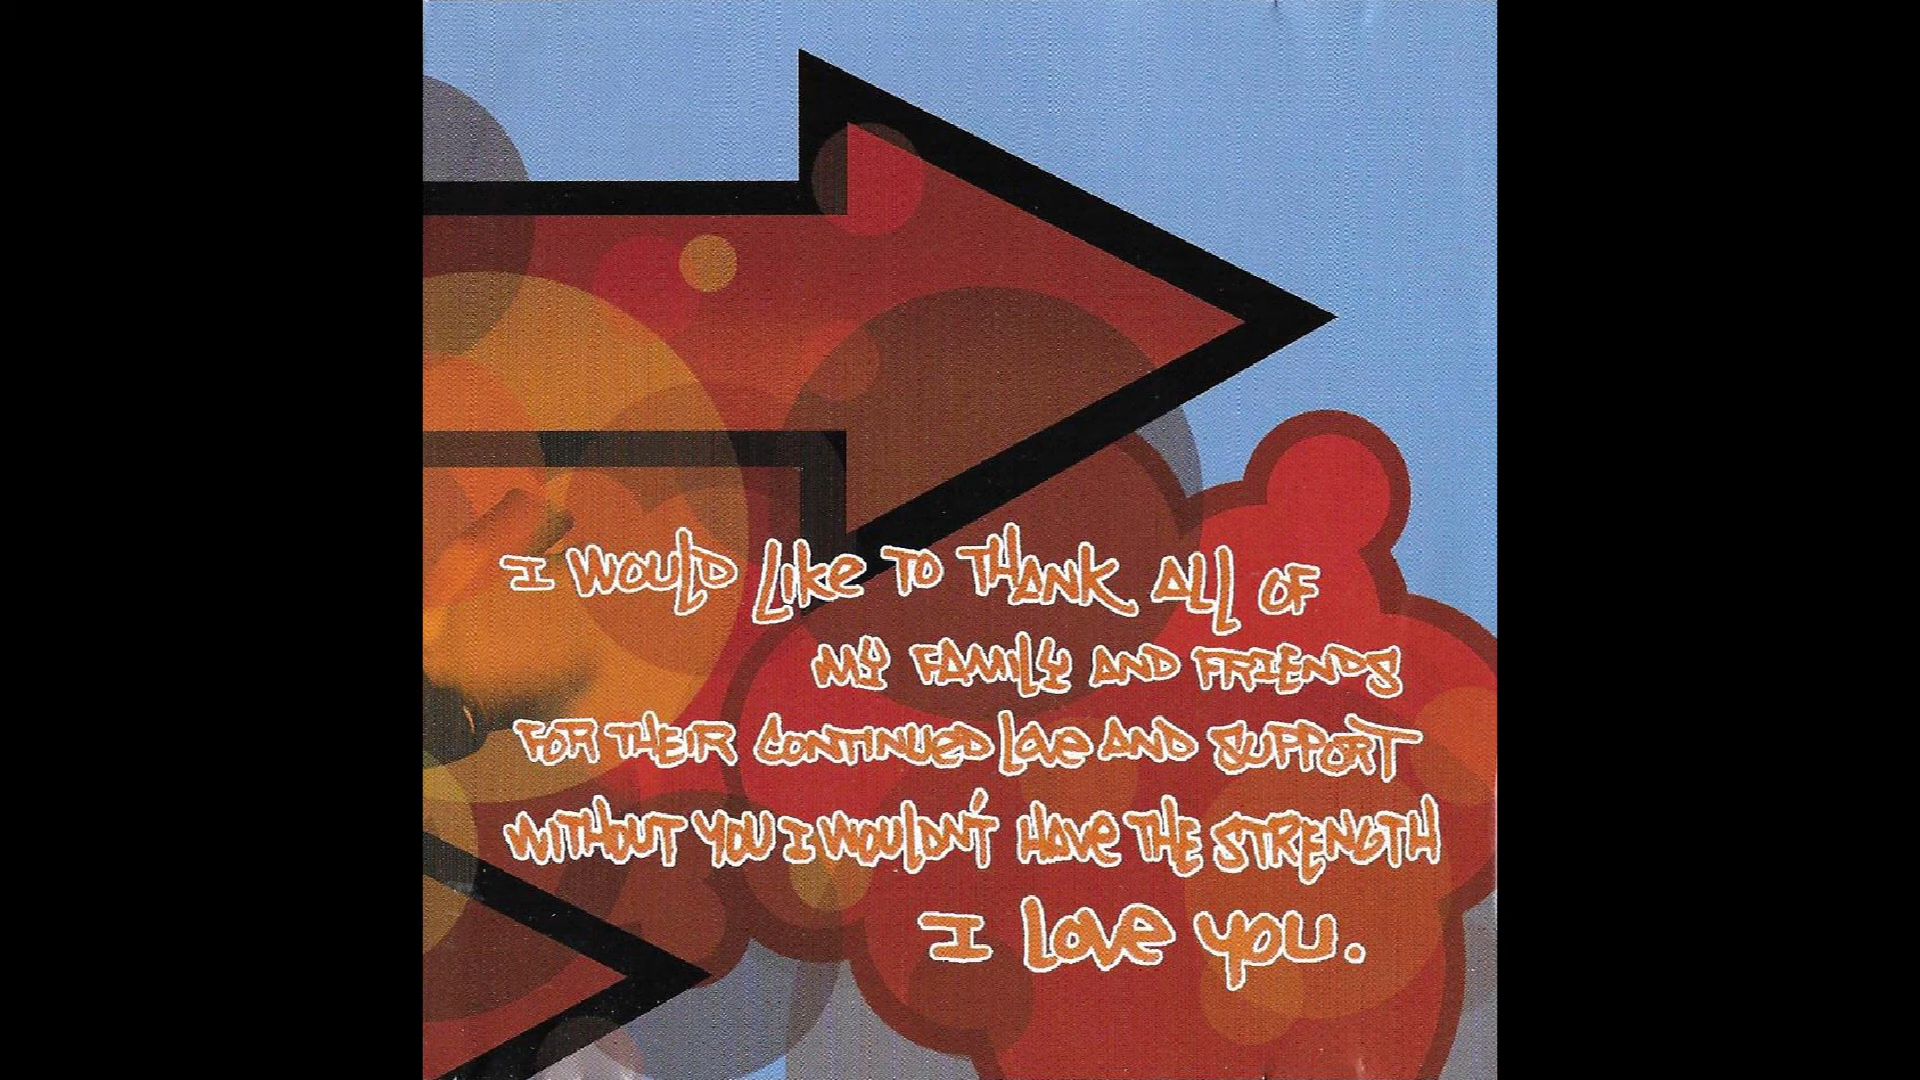 I WOULD LIKE TO THANK ALL OF
MY FAMILY AND FRIENDS
FOR THEIR CONTINUED LOVE AND SUPPORT
WITHOUT YOU I WOULDN'T HAVE THE STRENGTH
I LOVE YOU.